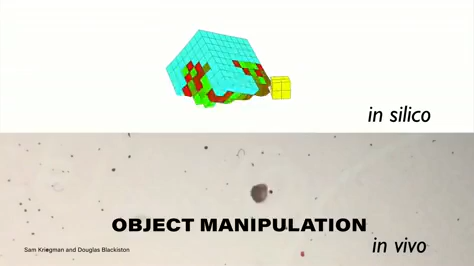 in silico
OBJECT MANIPULATION
Sam Kriegman and Douglas Blackiston
in vivo